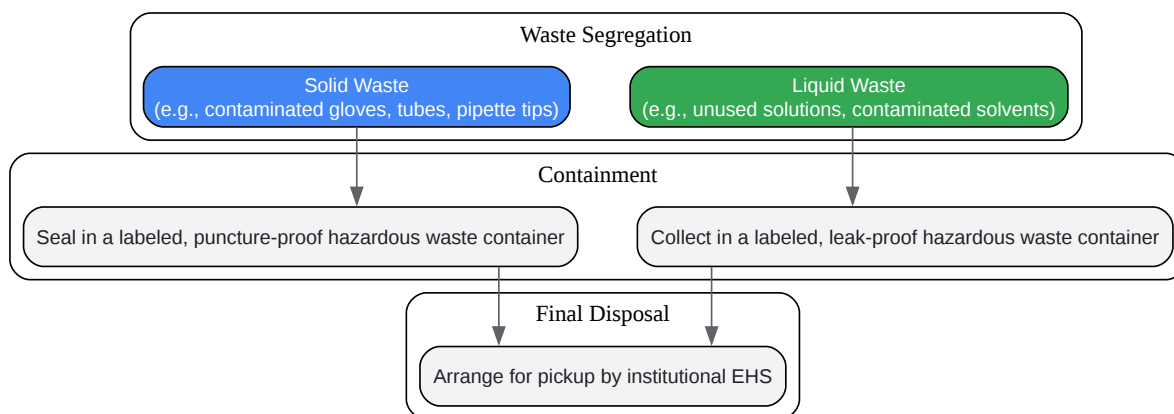 Waste Segregation
Solid Waste
(e.g., contaminated gloves, tubes, pipette tips)
Liquid Waste
(e.g., unused solutions, contaminated solvents)
Containment
Seal in a labeled, puncture-proof hazardous waste container
Collect in a labeled, leak-proof hazardous waste container
Final Disposal
Arrange for pickup by institutional EHS